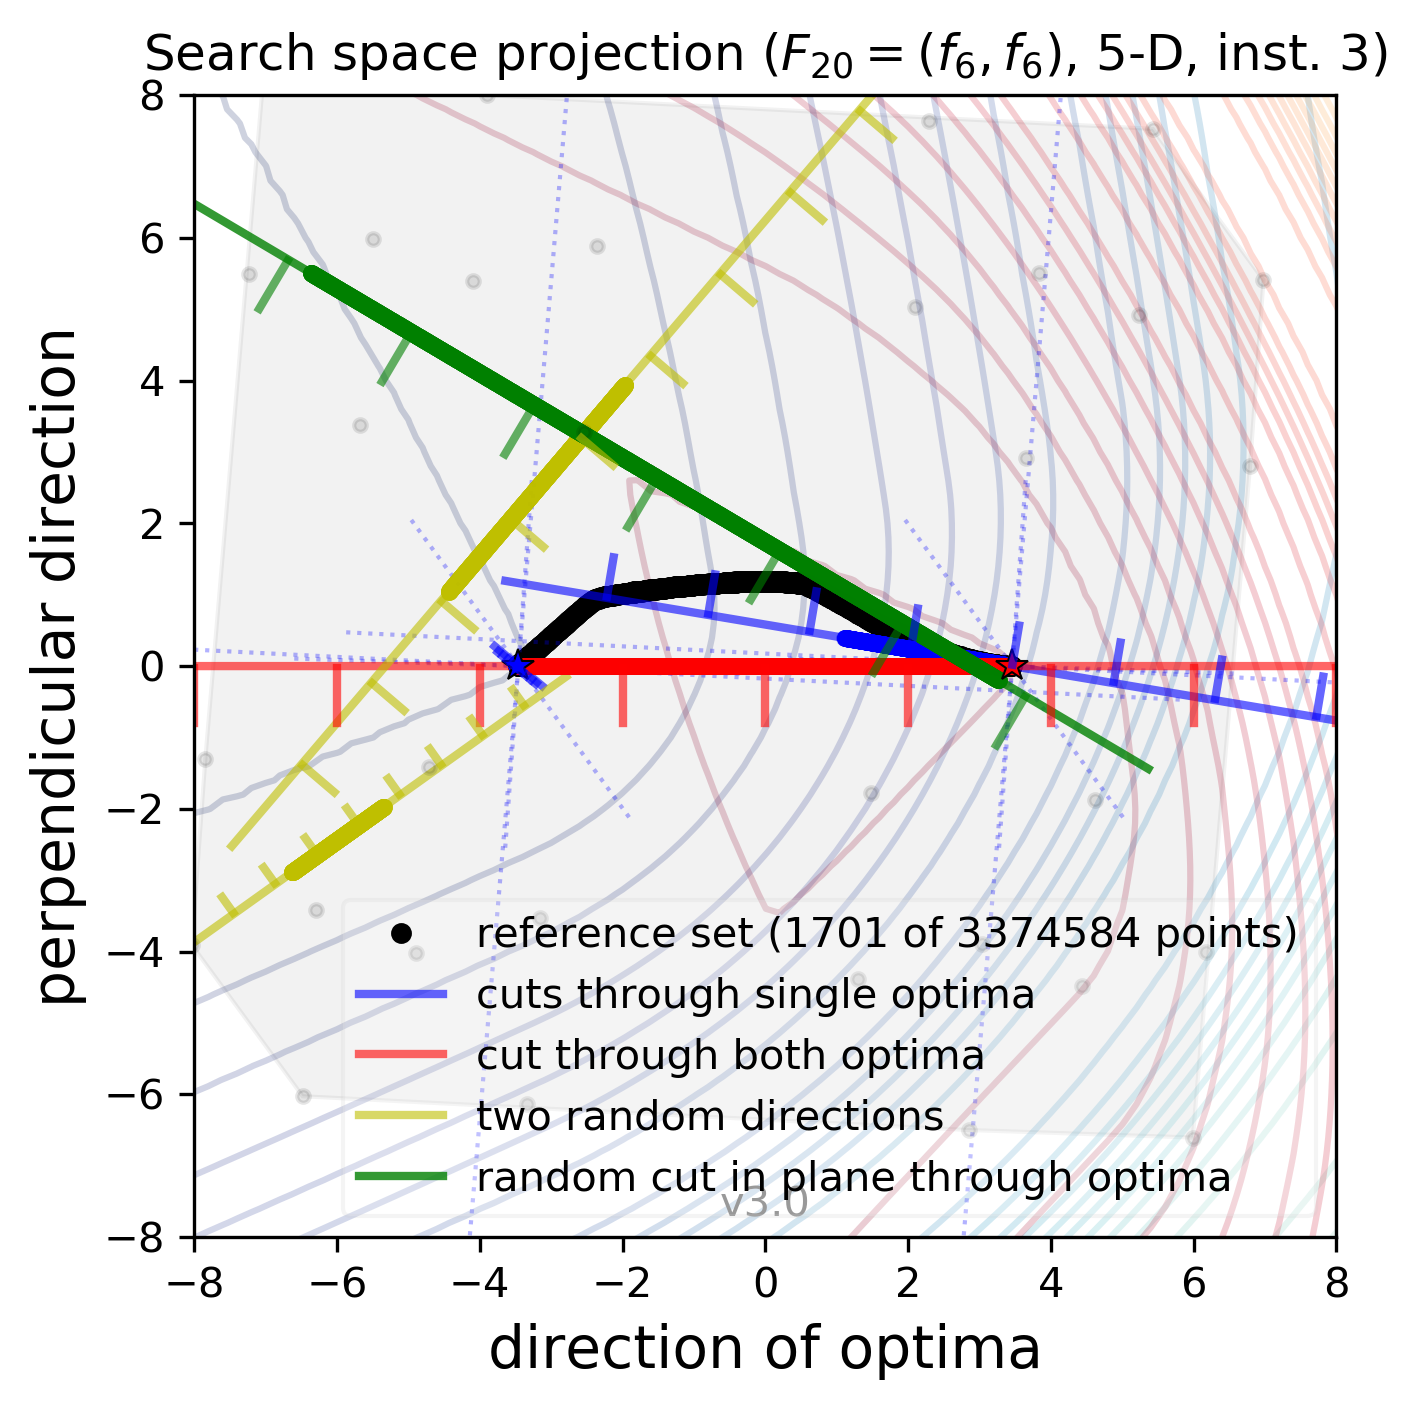 Search space projection (F₂₀ = (f₆, f₆), 5-D, inst. 3)
8
6
4
2
0
−2
−4
−6
−8
perpendicular direction
reference set (1701 of 3374584 points)
cuts through single optima
cut through both optima
two random directions
random cut in plane through optima
v3.0
−8 −6 −4 −2 0 2 4 6 8
direction of optima